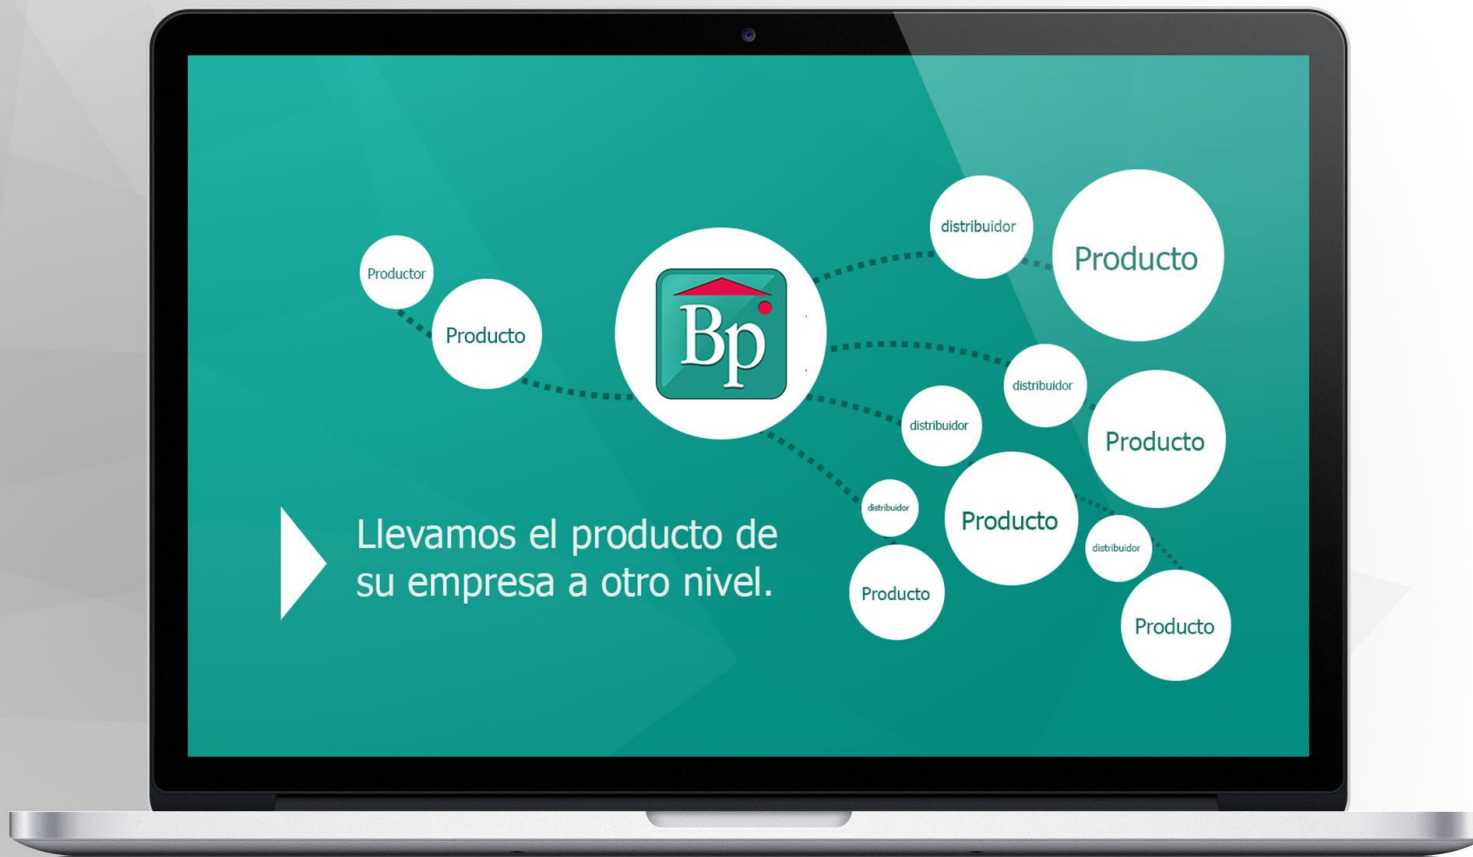 Productor
Producto
Bp
distribuidor
Producto
distribuidor
Producto
distribuidor
Producto
distribuidor
Producto
distribuidor
Producto
Llevamos el producto de
su empresa a otro nivel.